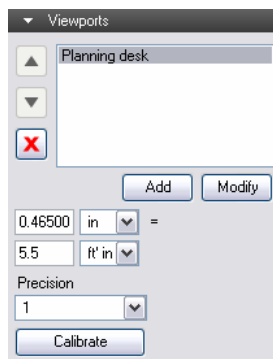 Viewports
Planning desk
Add Modify
0.46500 in =
5.5 ft' in
Precision
1
Calibrate